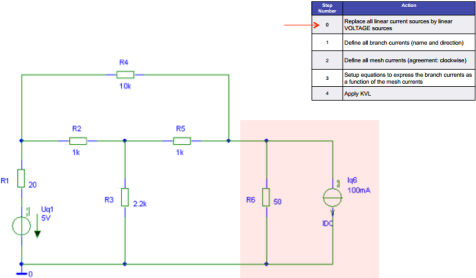 Step
Number
Action
0
Replace all linear current sources by linear
VOLTAGE sources
1
Define all branch currents (name and direction)
2
Define all mesh currents (agreement: clockwise)
3
Setup equations to express the branch currents as
a function of the mesh currents
4
Apply KVL
R4
10k
R2
1k
R5
1k
R1
20
Uq1
5V
R3
2.2k
R6
50
Iq6
100mA
IDC
0